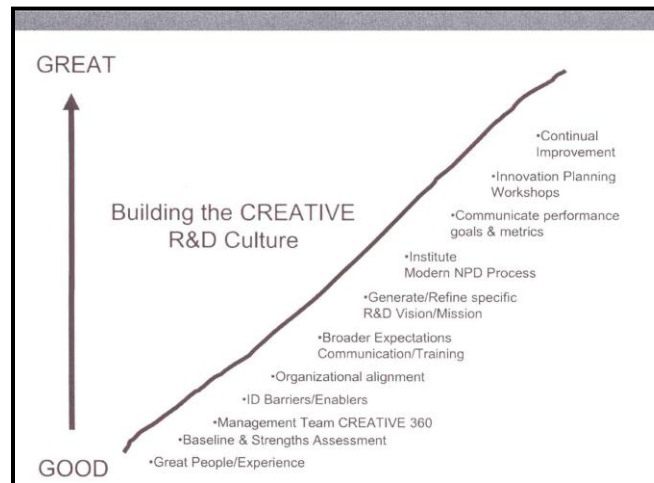 GREAT
•Continual
Improvement
•Innovation Planning
Workshops
Building the CREATIVE
R&D Culture
•Communicate performance
goals & metrics
•Institute
Modern NPD Process
•Generate/Refine specific
R&D Vision/Mission
•Broader Expectations
Communication/Training
•Organizational alignment
•ID Barriers/Enablers
•Management Team CREATIVE 360
•Baseline & Strengths Assessment
•Great People/Experience
GOOD